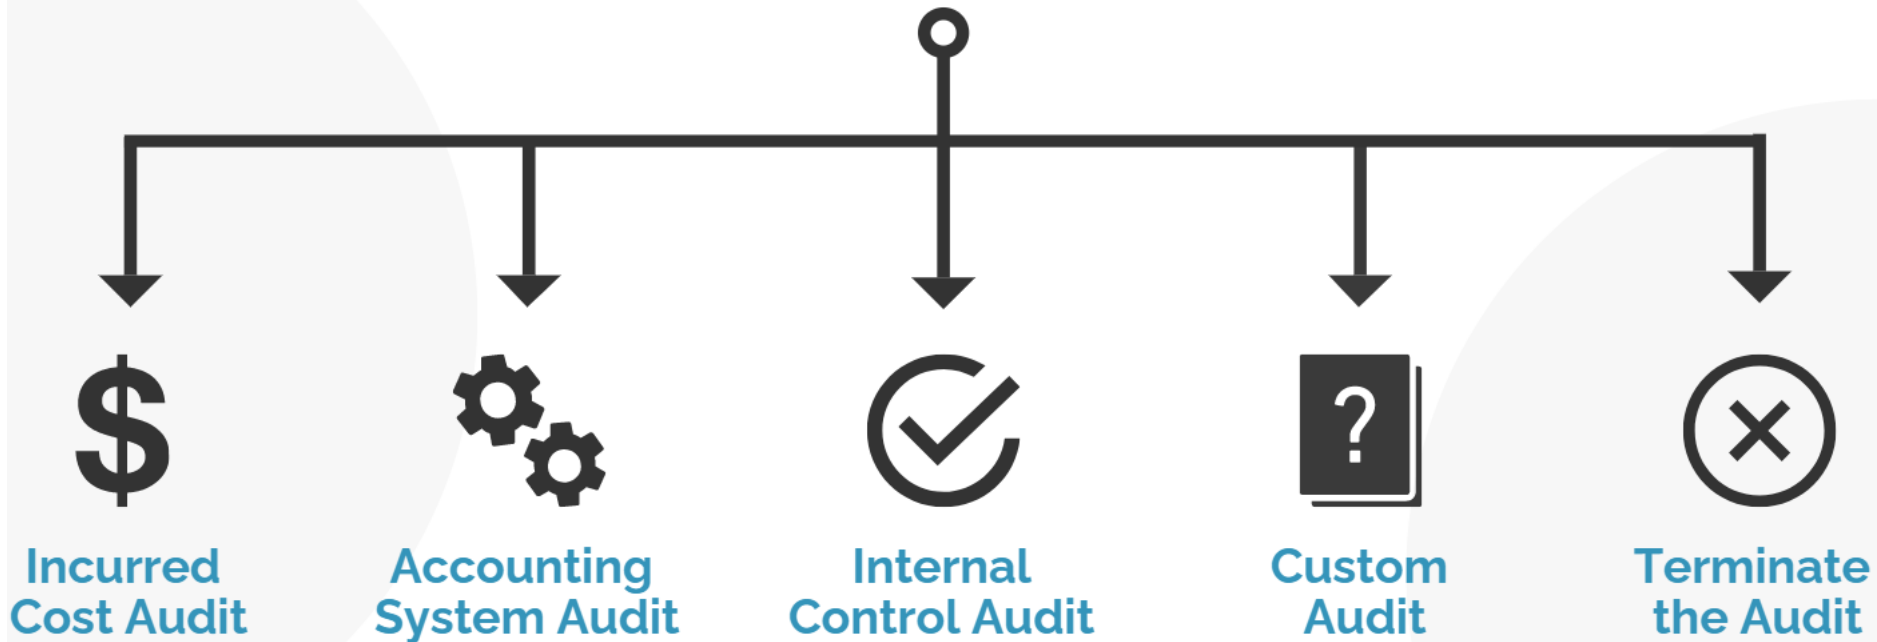 $
?
Incurred
Cost Audit
Accounting
System Audit
Internal
Control Audit
Custom
Audit
Terminate
the Audit